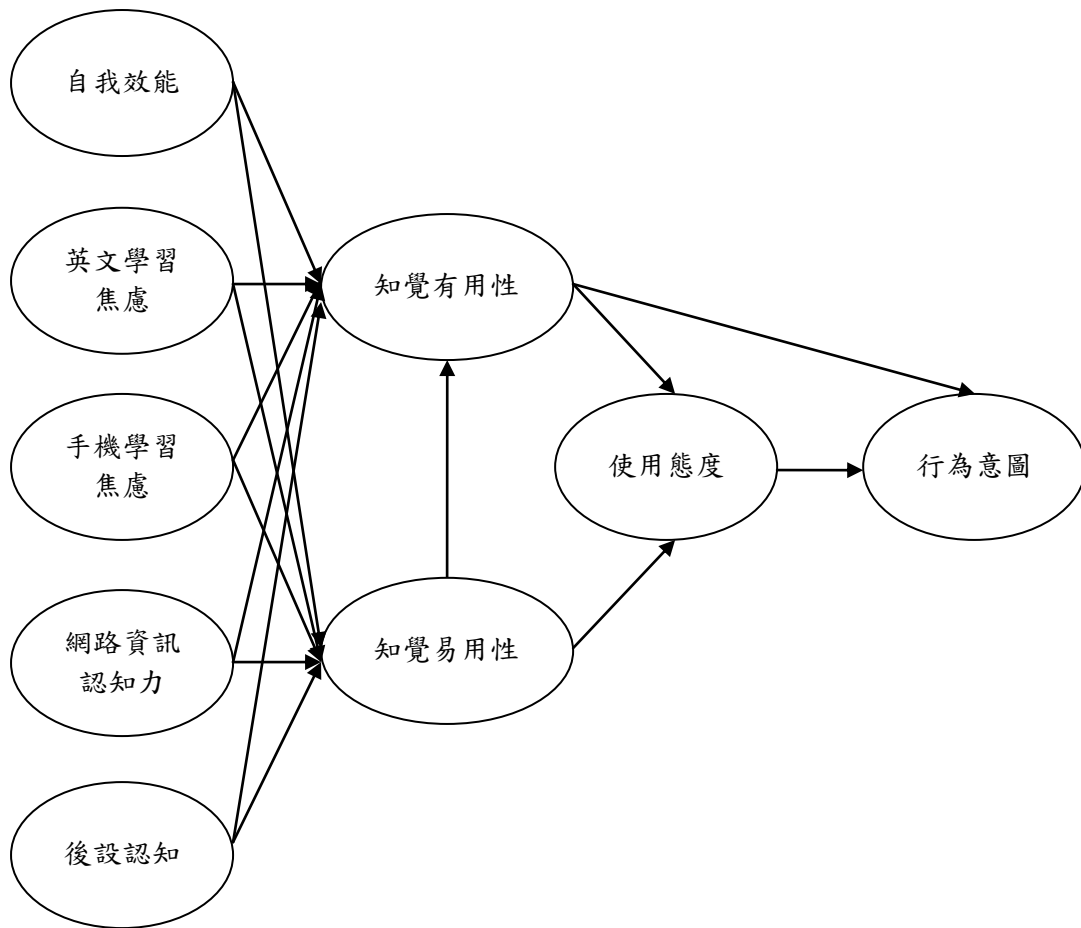 自我效能
英文學習
焦慮
知覺有用性
手機學習
焦慮
使用態度
行為意圖
網路資訊
認知力
知覺易用性
後設認知